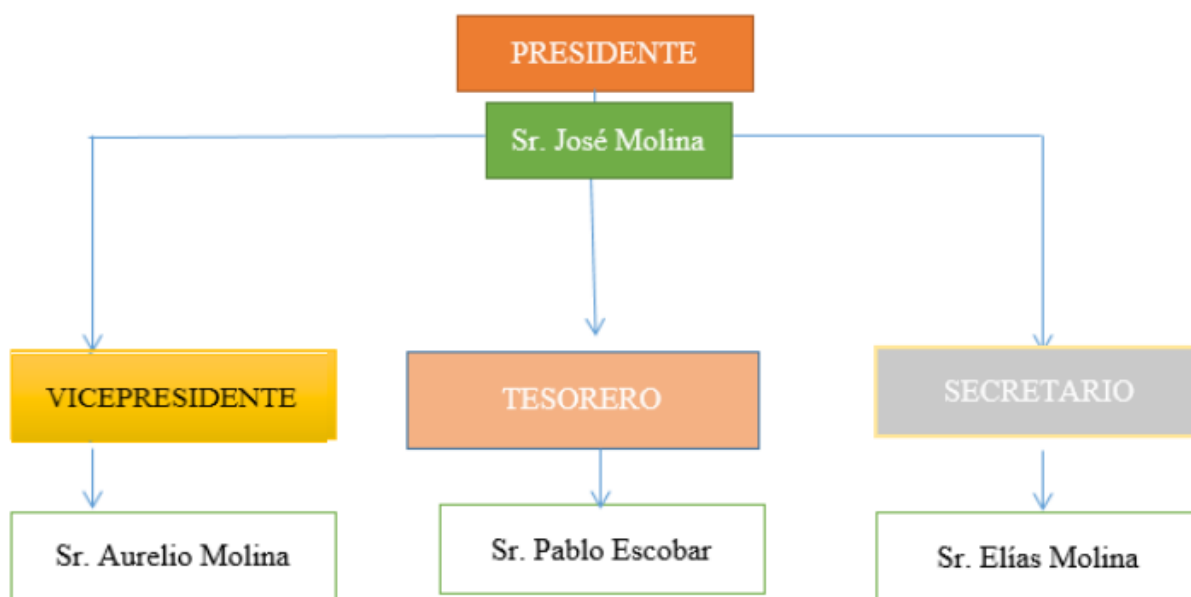 PRESIDENTE
Sr. José Molina
VICEPRESIDENTE
TESORERO
SECRETARIO
Sr. Aurelio Molina
Sr. Pablo Escobar
Sr. Elías Molina